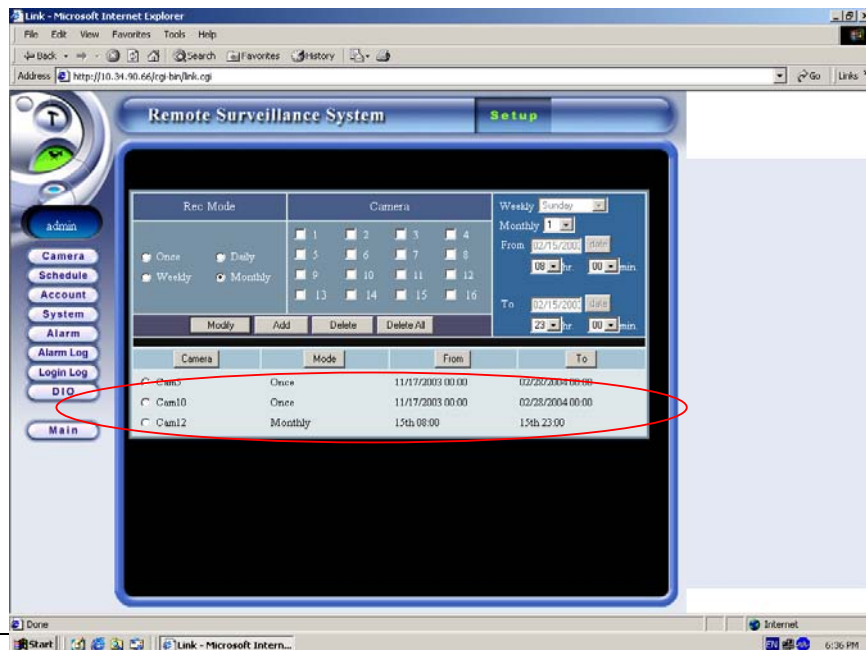 Link - Microsoft Internet Explorer
File Edit View Favorites Tools Help
Back Search Favorites History
Address http://10.34.90.66/cgi-bin/link.cgi Go Links
Remote Surveillance System Setup
admin
Camera
Schedule
Account
System
Alarm
Alarm Log
Login Log
DIO
Main
Rec Mode Camera
Once Daily
Weekly Monthly
1 2 3 4
5 6 7 8
9 10 11 12
13 14 15 16
Weekly Sunday
Monthly 1
From 02/15/200 date
08 hr. 00 min.
To 02/15/200 date
23 hr. 00 min.
Modify Add Delete Delete All
Camera Mode From To
Cam5 Once 11/17/2003 00:00 02/28/2004 00:00
Cam10 Once 11/17/2003 00:00 02/28/2004 00:00
Cam12 Monthly 15th 08:00 15th 23:00
Done Internet
Start Link - Microsoft Intern... EN 6:36 PM